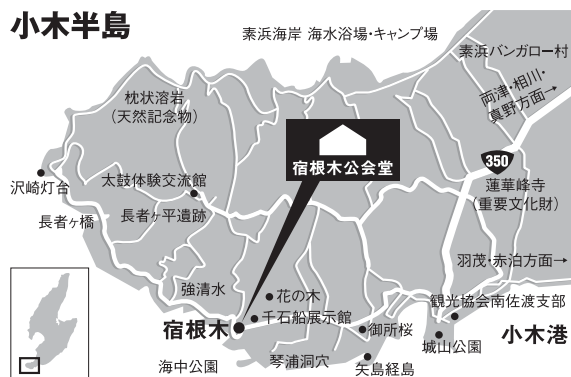 小木半島
素浜海岸 海水浴場・キャンプ場
素浜バンガロー村
両津・相川・
真野方面→
枕状溶岩
（天然記念物）
宿根木公会堂
350
沢崎灯台
太鼓体験交流館
蓮華峰寺
（重要文化財）
長者ヶ橋
長者ヶ平遺跡
羽茂・赤泊方面→
強清水
花の木
観光協会南佐渡支部
千石船展示館
宿根木
御所桜
小木港
城山公園
海中公園
琴浦洞穴
矢島経島